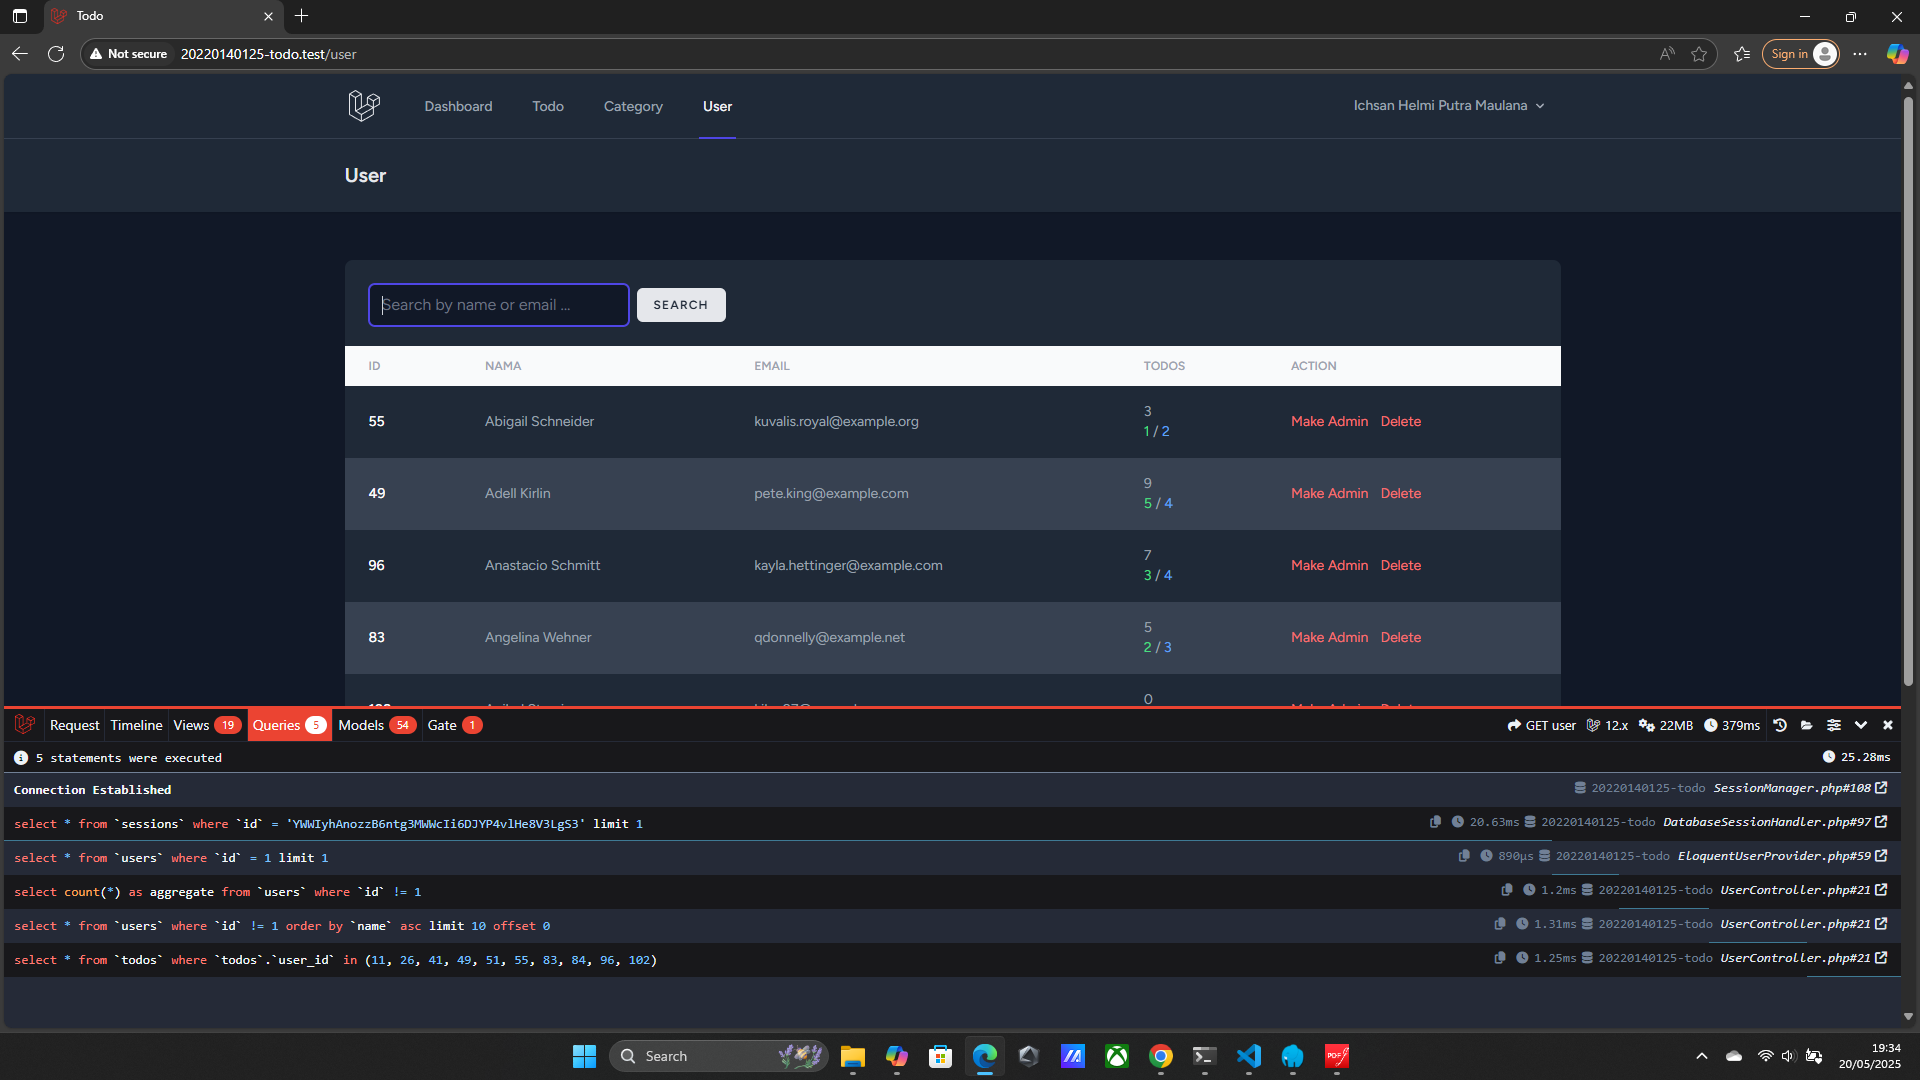 Todo
Not secure 20220140125-todo.test/user
Sign in
Dashboard Todo Category User
Ichsan Helmi Putra Maulana
User
Search by name or email ...
SEARCH
ID NAMA EMAIL TODOS ACTION
55 Abigail Schneider kuvalis.royal@example.org 3 Make Admin Delete
1 / 2
49 Adell Kirlin pete.king@example.com 9 Make Admin Delete
5 / 4
96 Anastacio Schmitt kayla.hettinger@example.com 7 Make Admin Delete
3 / 4
83 Angelina Wehner qdonnelly@example.net 5 Make Admin Delete
2 / 3
0
Request Timeline Views 19 Queries 5 Models 54 Gate 1 GET user 12.x 22MB 379ms
5 statements were executed 25.28ms
Connection Established 20220140125-todo SessionManager.php#108
select * from `sessions` where `id` = 'YWWIyhAnozzB6ntg3MWWcIi6DJYP4vlHe8V3LgS3' limit 1 20.63ms 20220140125-todo DatabaseSessionHandler.php#97
select * from `users` where `id` = 1 limit 1 890μs 20220140125-todo EloquentUserProvider.php#59
select count(*) as aggregate from `users` where `id` != 1 1.2ms 20220140125-todo UserController.php#21
select * from `users` where `id` != 1 order by `name` asc limit 10 offset 0 1.31ms 20220140125-todo UserController.php#21
select * from `todos` where `todos`.`user_id` in (11, 26, 41, 49, 51, 55, 83, 84, 96, 102) 1.25ms 20220140125-todo UserController.php#21
Search
PDF
19:34
20/05/2025